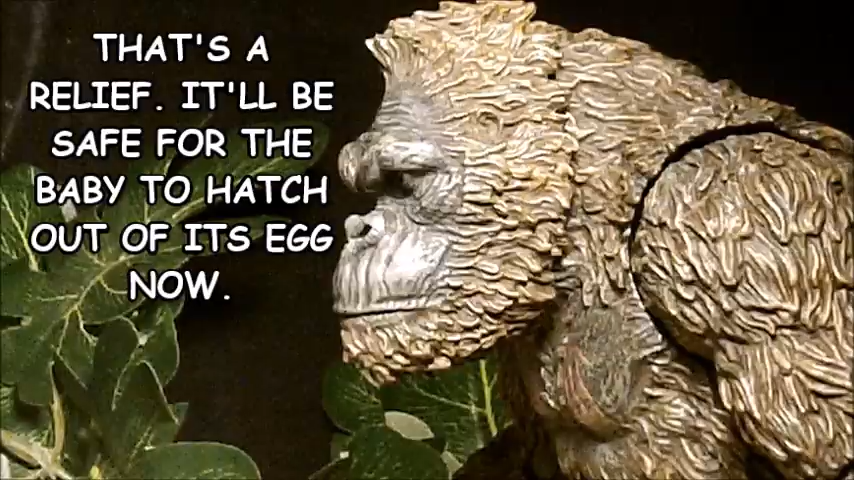 THAT'S A
RELIEF. IT'LL BE
SAFE FOR THE
BABY TO HATCH
OUT OF ITS EGG
NOW.